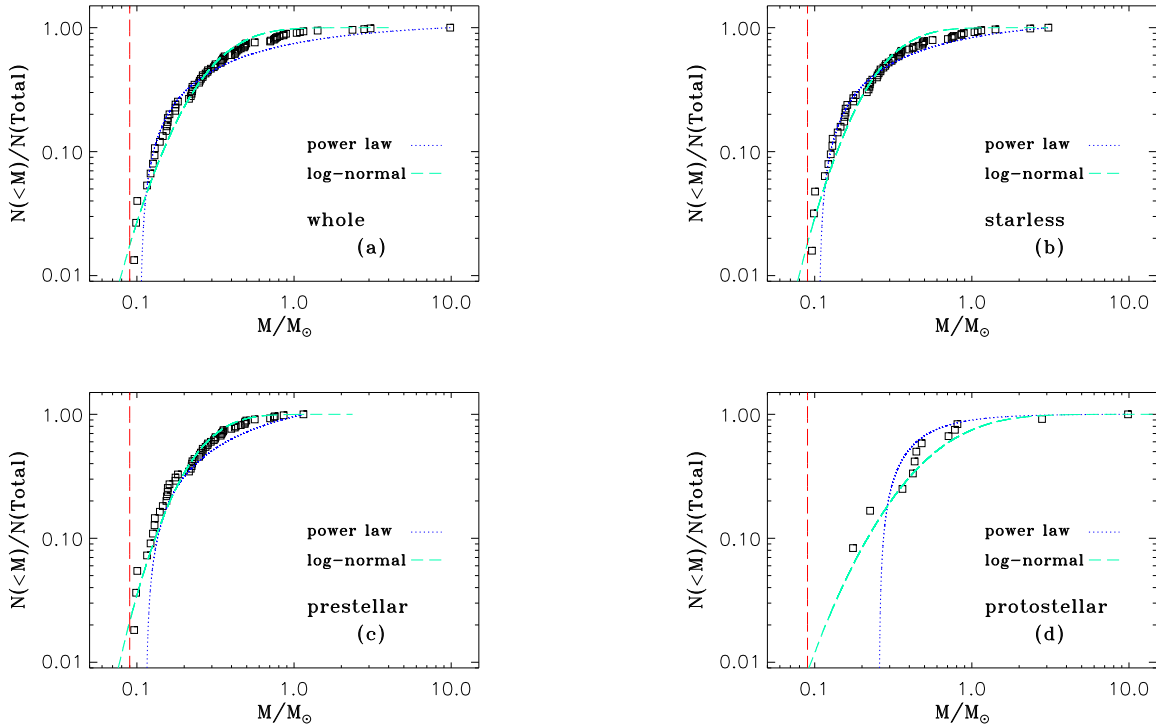 N(<M)/N(Total)
1.00
0.10
0.01
power law
log-normal
whole
(a)
0.1 1.0 10.0
M/M☉
N(<M)/N(Total)
1.00
0.10
0.01
power law
log-normal
starless
(b)
0.1 1.0 10.0
M/M☉
N(<M)/N(Total)
1.00
0.10
0.01
power law
log-normal
prestellar
(c)
0.1 1.0 10.0
M/M☉
N(<M)/N(Total)
1.00
0.10
0.01
power law
log-normal
protostellar
(d)
0.1 1.0 10.0
M/M☉